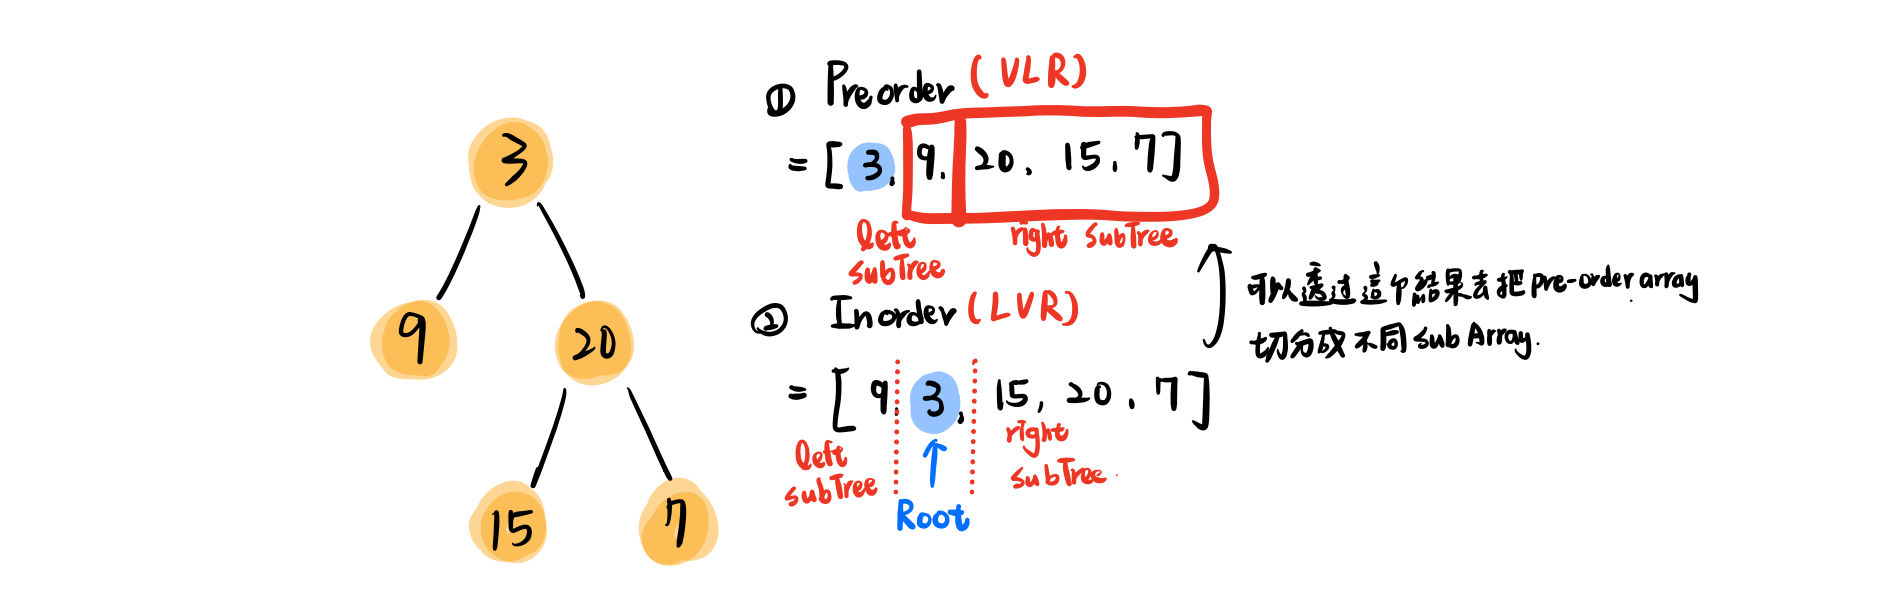 3
9
20
15
7
① Preorder (VLR)
= [3, 9, 20, 15, 7]
left subTree
right SubTree
② Inorder (LVR)
= [9, 3, 15, 20, 7]
left subTree
Root
right subTree
可以透过這个結果去把 pre-order array
切分成不同 sub Array.